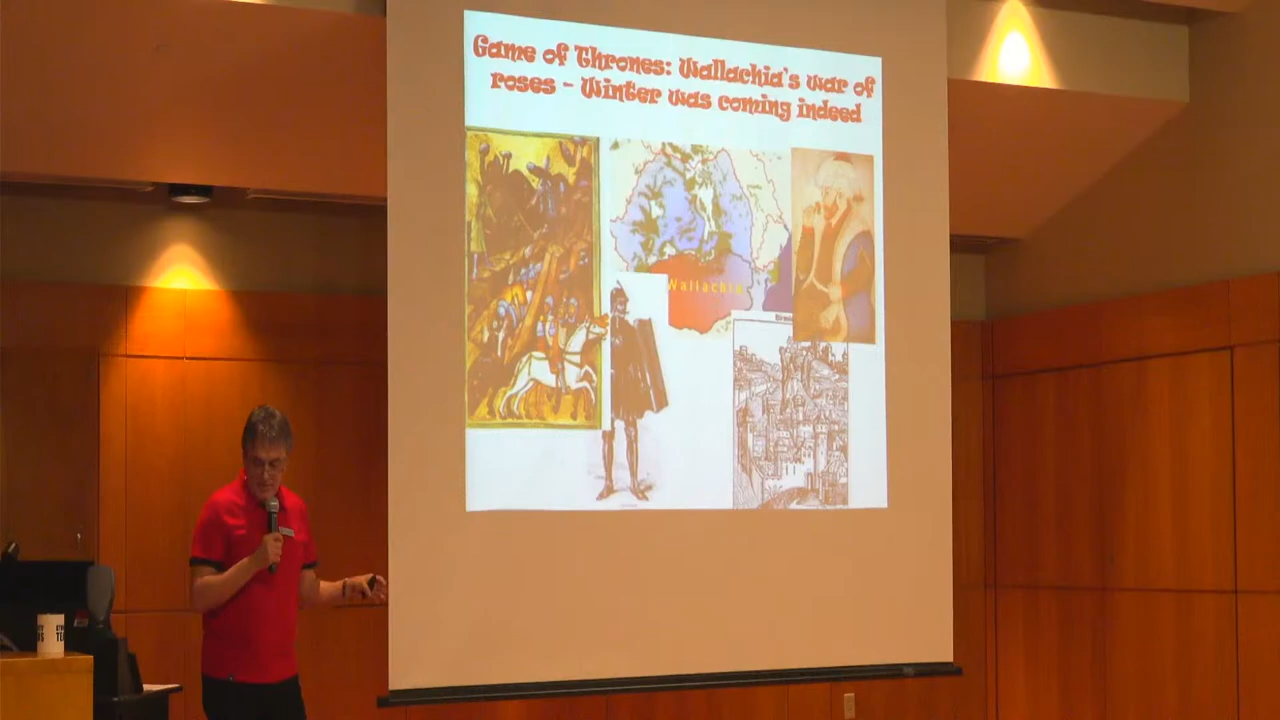 Game of Thrones: Wallachia's war of
roses - Winter was coming indeed
Wallachia